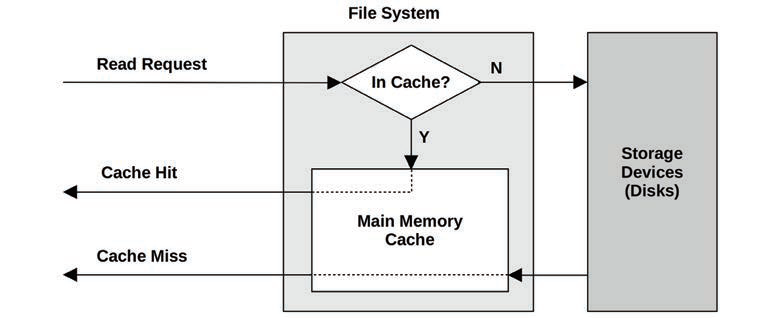 File System
Read Request
In Cache?
N
Y
Cache Hit
Main Memory
Cache
Cache Miss
Storage
Devices
(Disks)